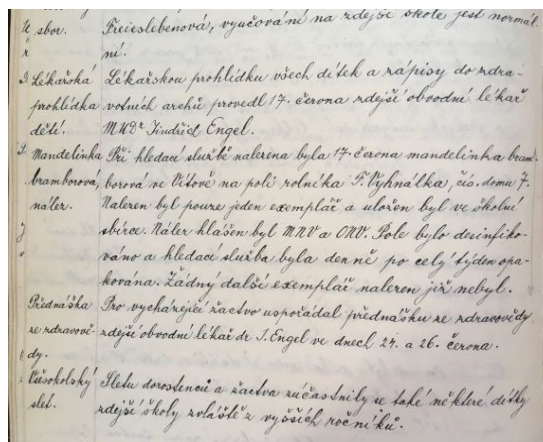 sbor. Freieslebenová, vyučování na zdejší škole jest normál
ní.
Lékařská Lékařskou prohlídku všech dítek a zápisy do zdra-
prohlídka votních archů provedl 17. června zdejší obvodní lékař
dětí. MUDr Jindřich Engel.
Mandelinka Při hledací službě nalezena byla 17. června mandelinka bram
bramborová, borová ve Vítově na poli rolníka F. Vyhnálka, čís. domu 7.
nález. Nalezen byl pouze jeden exemplář a uložen byl ve školní
sbírce. Nález hlášen byl MNV a ONV. Pole bylo desinfiko-
váno a hledací služba byla denně po celý týden opa-
kována. Žádný další exemplář nalezen již nebyl.
Přednáška Pro vycházející žactvo uspořádal přednášku ze zdravovědy
ze zdravově- zdejší obvodní lékař dr J. Engel ve dnech 24. a 26. června.
dy.
slet. Sletu dorostenců a žactva zúčastnily se také některé dítky
zdejší školy zvláště z vyšších ročníků.